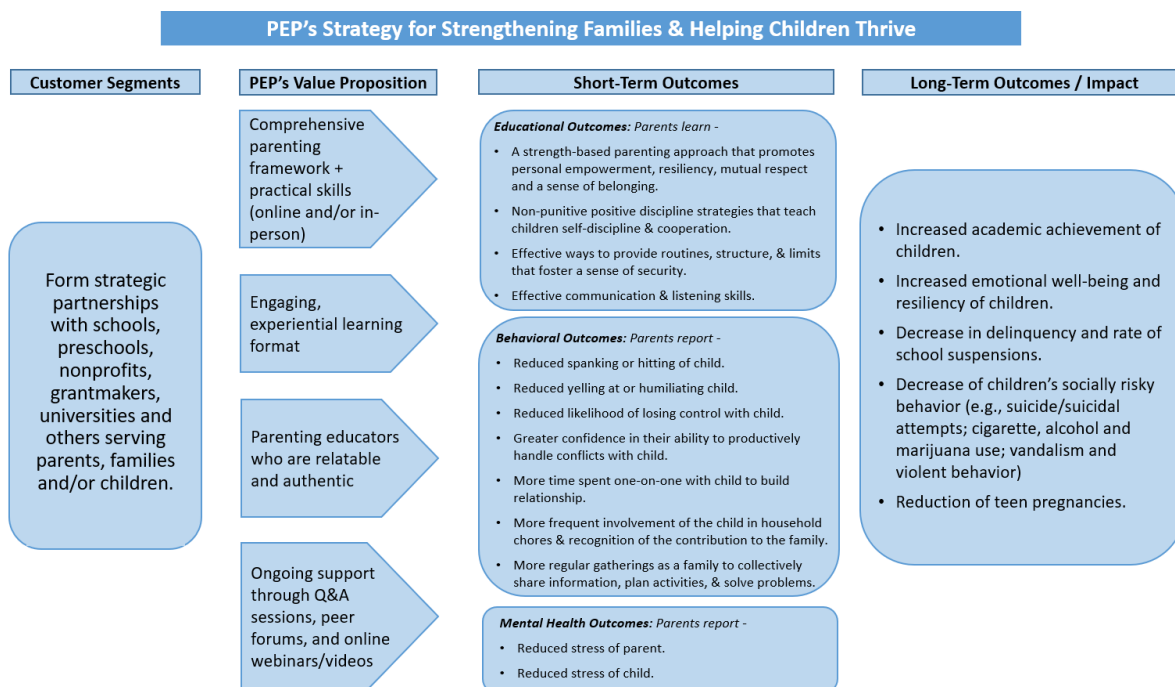 PEP's Strategy for Strengthening Families & Helping Children Thrive
Customer Segments
Form strategic
partnerships
with schools,
preschools,
nonprofits,
grantmakers,
universities and
others serving
parents, families
and/or children.
PEP's Value Proposition
Comprehensive
parenting
framework +
practical skills
(online and/or in-
person)
Engaging,
experiential learning
format
Parenting educators
who are relatable
and authentic
Ongoing support
through Q&A
sessions, peer
forums, and online
webinars/videos
Short-Term Outcomes
Educational Outcomes: Parents learn -
• A strength-based parenting approach that promotes
personal empowerment, resiliency, mutual respect
and a sense of belonging.
• Non-punitive positive discipline strategies that teach
children self-discipline & cooperation.
• Effective ways to provide routines, structure, & limits
that foster a sense of security.
• Effective communication & listening skills.
Behavioral Outcomes: Parents report -
• Reduced spanking or hitting of child.
• Reduced yelling at or humiliating child.
• Reduced likelihood of losing control with child.
• Greater confidence in their ability to productively
handle conflicts with child.
• More time spent one-on-one with child to build
relationship.
• More frequent involvement of the child in household
chores & recognition of the contribution to the family.
• More regular gatherings as a family to collectively
share information, plan activities, & solve problems.
Mental Health Outcomes: Parents report -
• Reduced stress of parent.
• Reduced stress of child.
Long-Term Outcomes / Impact
• Increased academic achievement of
children.
• Increased emotional well-being and
resiliency of children.
• Decrease in delinquency and rate of
school suspensions.
• Decrease of children's socially risky
behavior (e.g., suicide/suicidal
attempts; cigarette, alcohol and
marijuana use; vandalism and
violent behavior)
• Reduction of teen pregnancies.